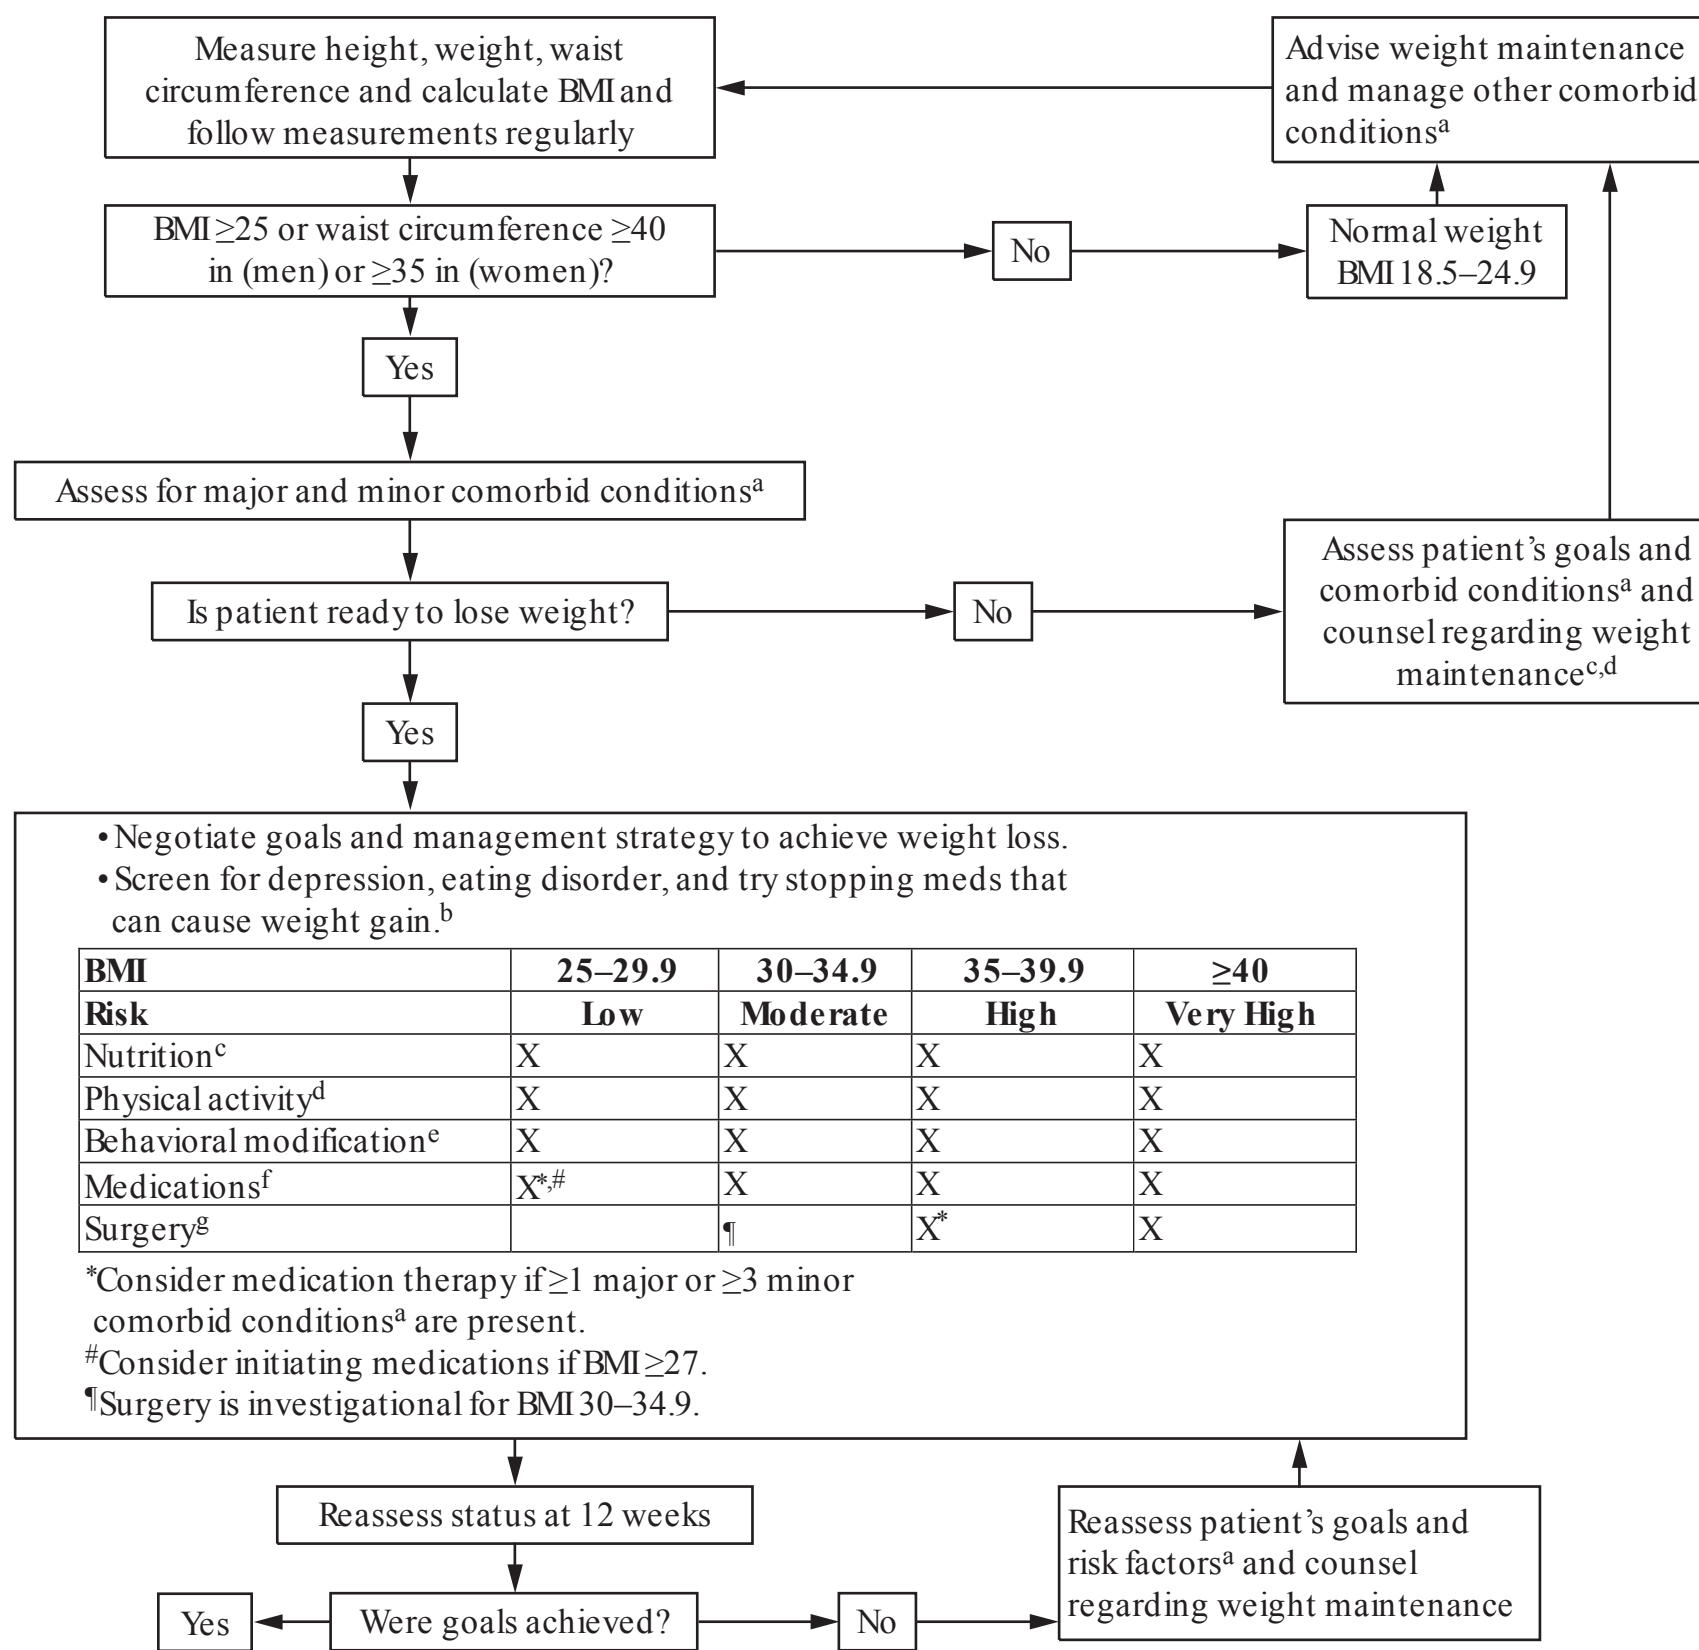 Measure height, weight, waist
circumference and calculate BMI and
follow measurements regularly
Advise weight maintenance
and manage other comorbid
conditionsᵃ
BMI ≥25 or waist circumference ≥40
in (men) or ≥35 in (women)?
No
Normal weight
BMI 18.5–24.9
Yes
Assess for major and minor comorbid conditionsᵃ
Is patient ready to lose weight?
No
Assess patient’s goals and
comorbid conditionsᵃ and
counsel regarding weight
maintenanceᶜ,ᵈ
Yes
• Negotiate goals and management strategy to achieve weight loss.
• Screen for depression, eating disorder, and try stopping meds that
can cause weight gain.ᵇ
BMI 25–29.9 30–34.9 35–39.9 ≥40
Risk Low Moderate High Very High
Nutritionᶜ X X X X
Physical activityᵈ X X X X
Behavioral modificationᵉ X X X X
Medicationsᶠ X*,# X X X
Surgeryᵍ ¶ X* X
*Consider medication therapy if ≥1 major or ≥3 minor
comorbid conditionsᵃ are present.
#Consider initiating medications if BMI ≥27.
¶Surgery is investigational for BMI 30–34.9.
Reassess status at 12 weeks
Reassess patient’s goals and
risk factorsᵃ and counsel
regarding weight maintenance
Yes
Were goals achieved?
No